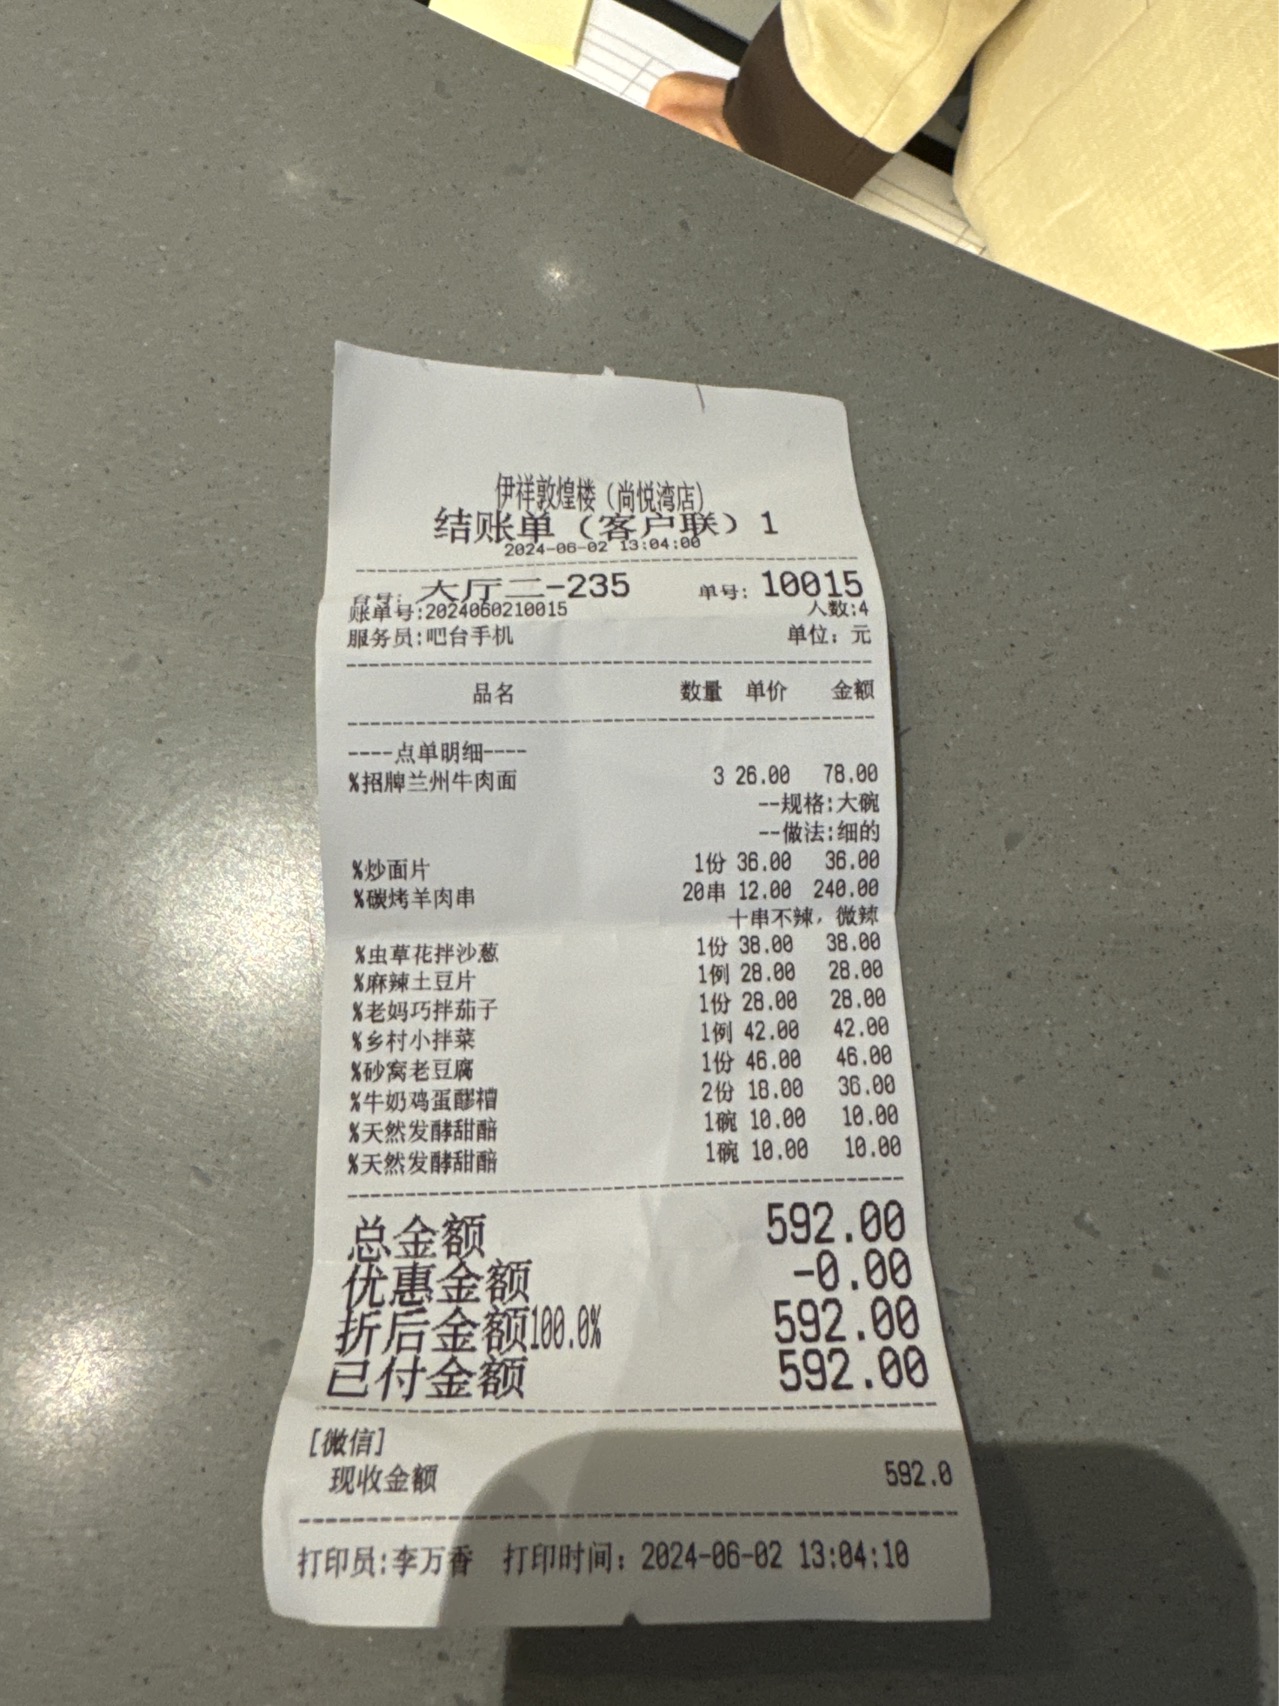 伊祥敦煌楼（尚悦湾店）
结账单（客户联）1
2024-06-02 13:04:00
台号: 大厅二-235 单号: 10015
账单号:2024060210015 人数:4
服务员:吧台手机 单位: 元
品名 数量 单价 金额
----点单明细----
%招牌兰州牛肉面 3 26.00 78.00
--规格:大碗
--做法:细的
%炒面片 1份 36.00 36.00
%碳烤羊肉串 20串 12.00 240.00
十串不辣，微辣
%虫草花拌沙葱 1份 38.00 38.00
%麻辣土豆片 1例 28.00 28.00
%老妈巧拌茄子 1份 28.00 28.00
%乡村小拌菜 1例 42.00 42.00
%砂窝老豆腐 1份 46.00 46.00
%牛奶鸡蛋醪糟 2份 18.00 36.00
%天然发酵甜醅 1碗 10.00 10.00
%天然发酵甜醅 1碗 10.00 10.00
总金额 592.00
优惠金额 -0.00
折后金额100.0% 592.00
已付金额 592.00
[微信]
现收金额 592.0
打印员:李万香 打印时间: 2024-06-02 13:04:10